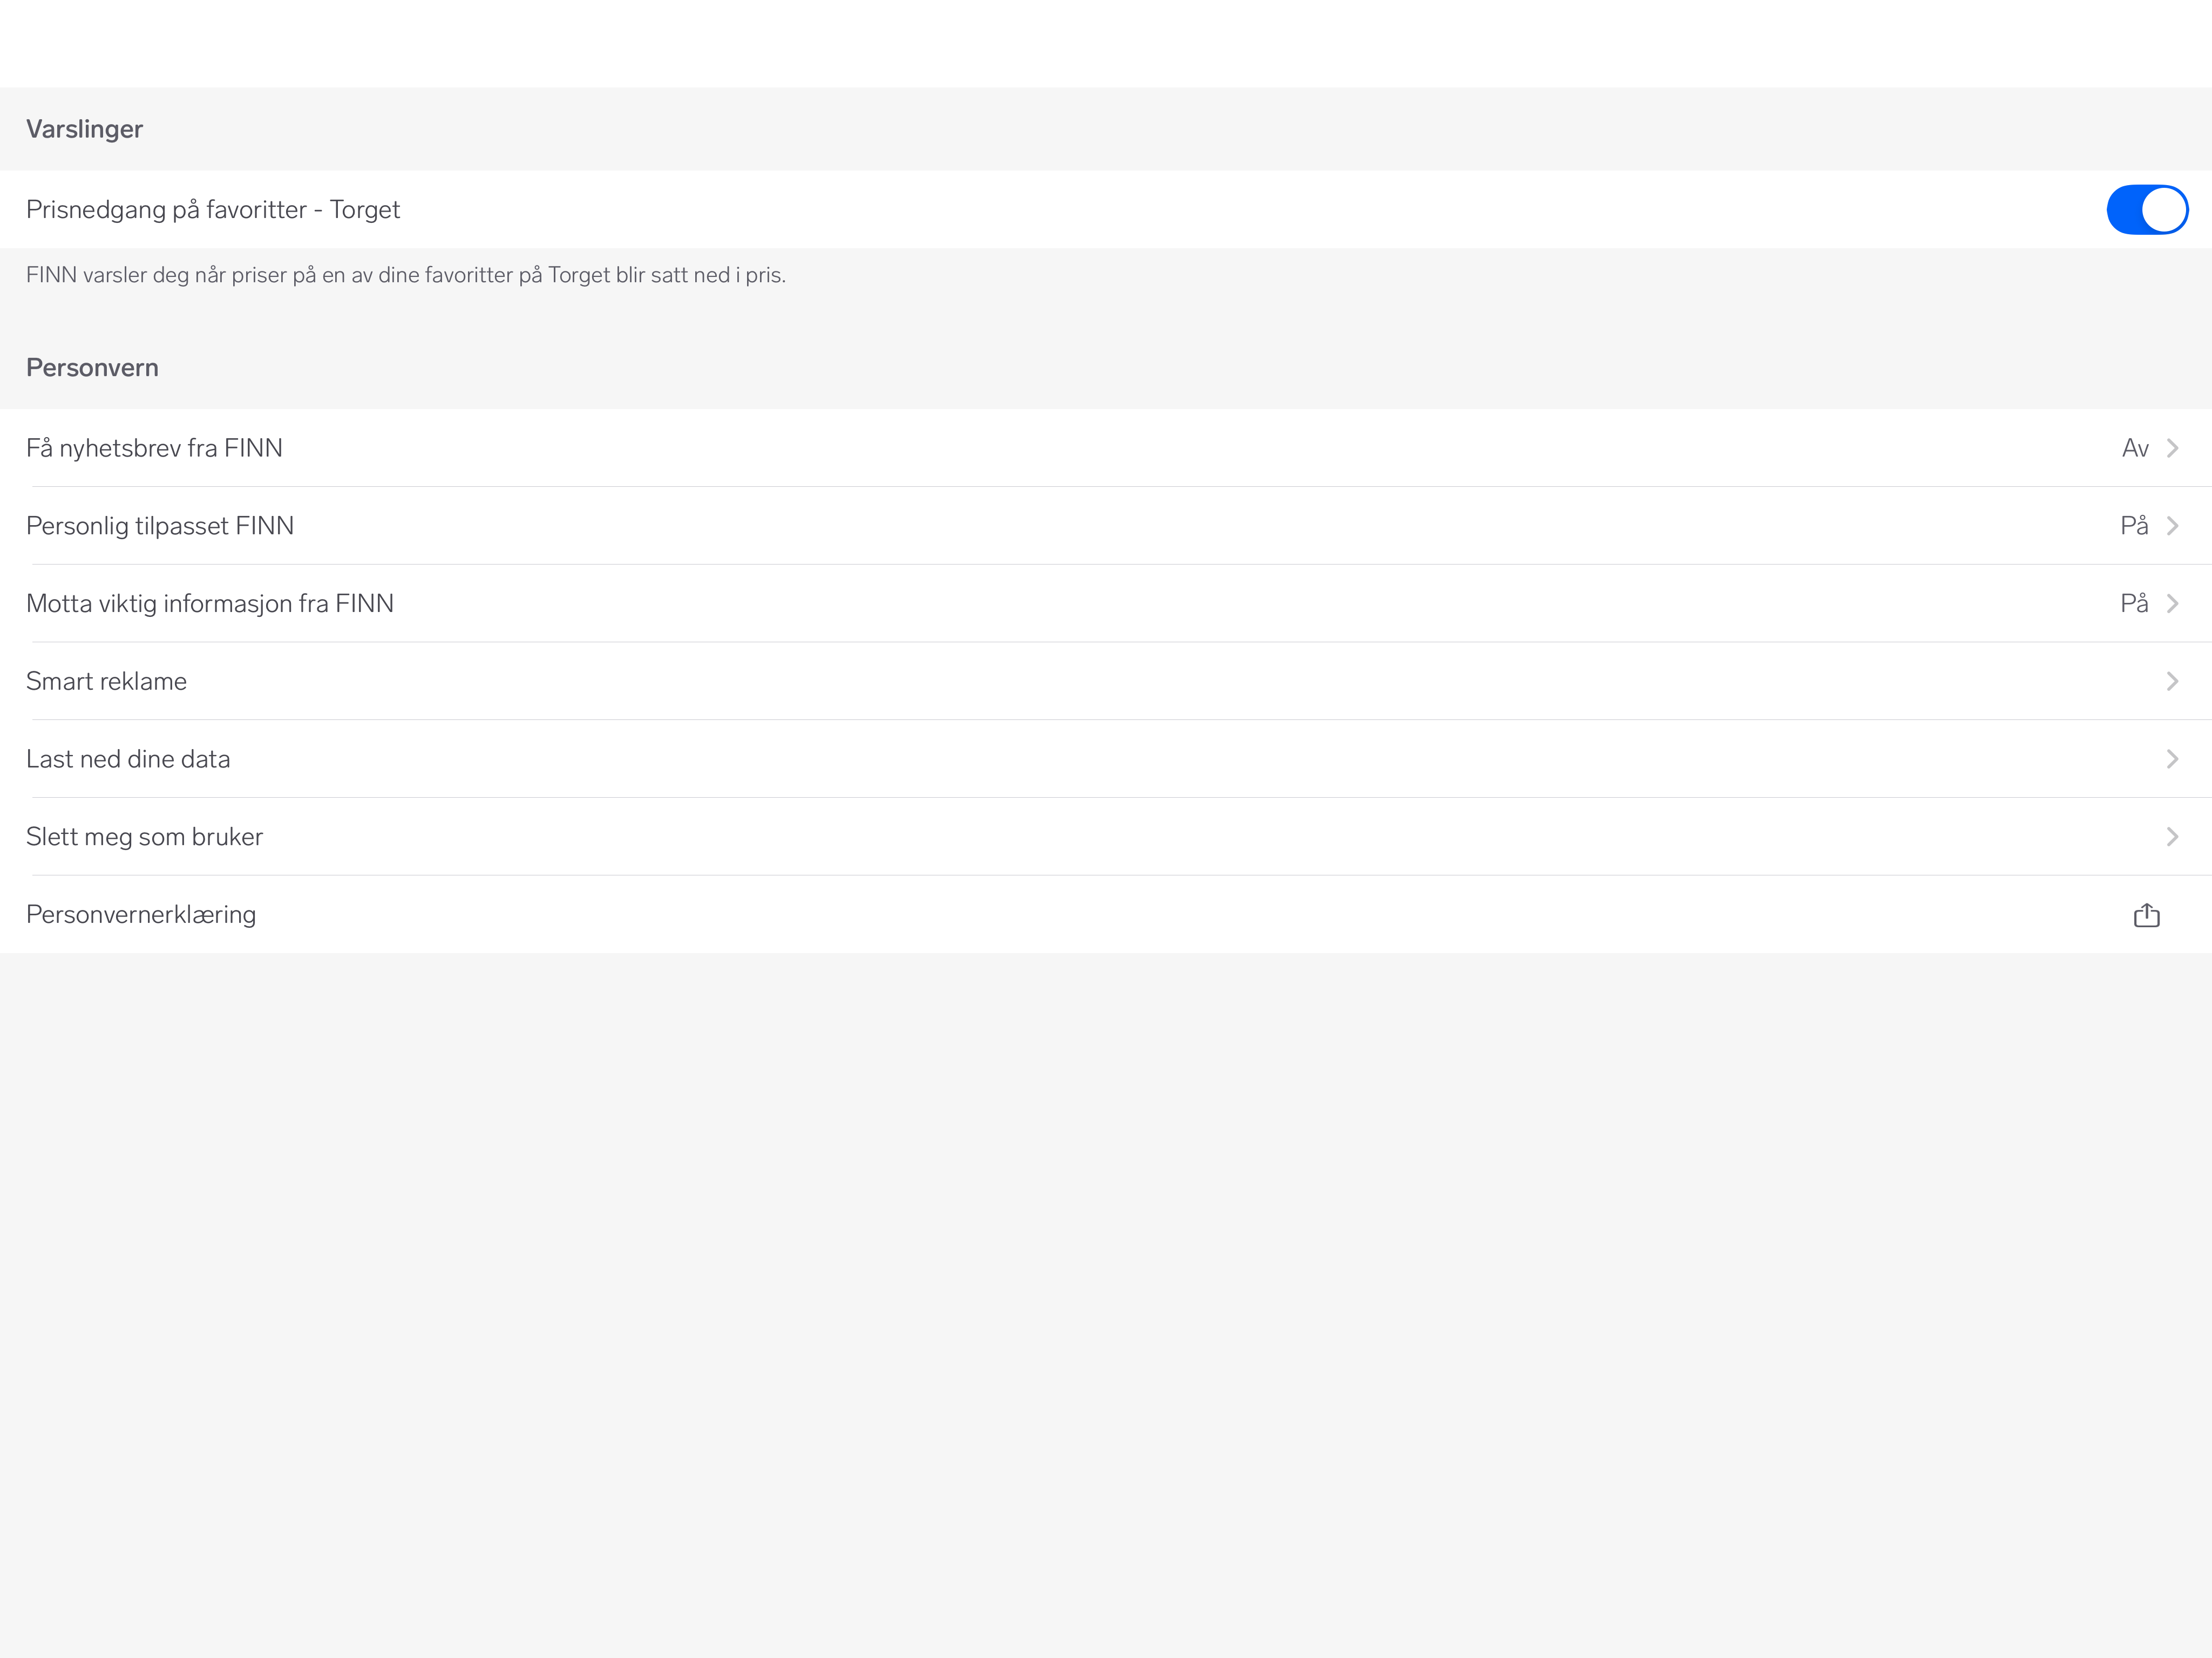 Varslinger
Prisnedgang på favoritter - Torget
FINN varsler deg når priser på en av dine favoritter på Torget blir satt ned i pris.
Personvern
Få nyhetsbrev fra FINN Av
Personlig tilpasset FINN På
Motta viktig informasjon fra FINN På
Smart reklame
Last ned dine data
Slett meg som bruker
Personvernerklæring